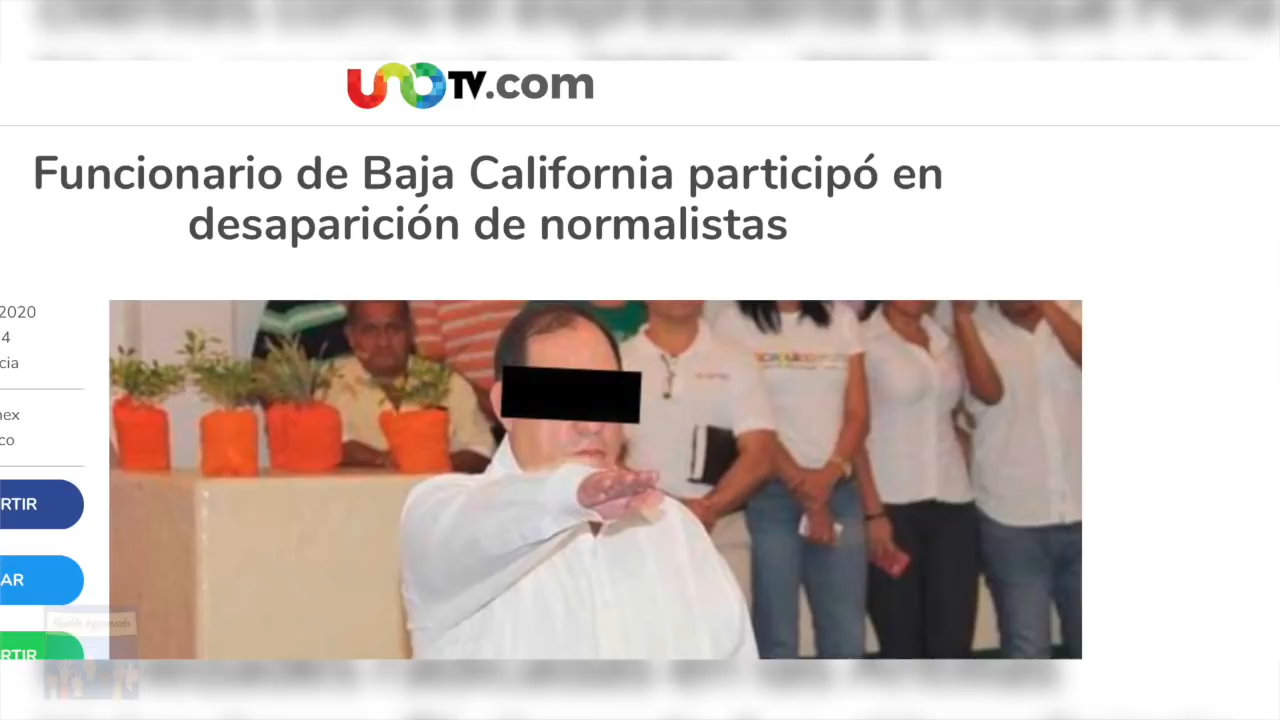 UNOTV.com
Funcionario de Baja California participó en
desaparición de normalistas
2020
4
cia
nex
co
RTIR
AR
RTIR